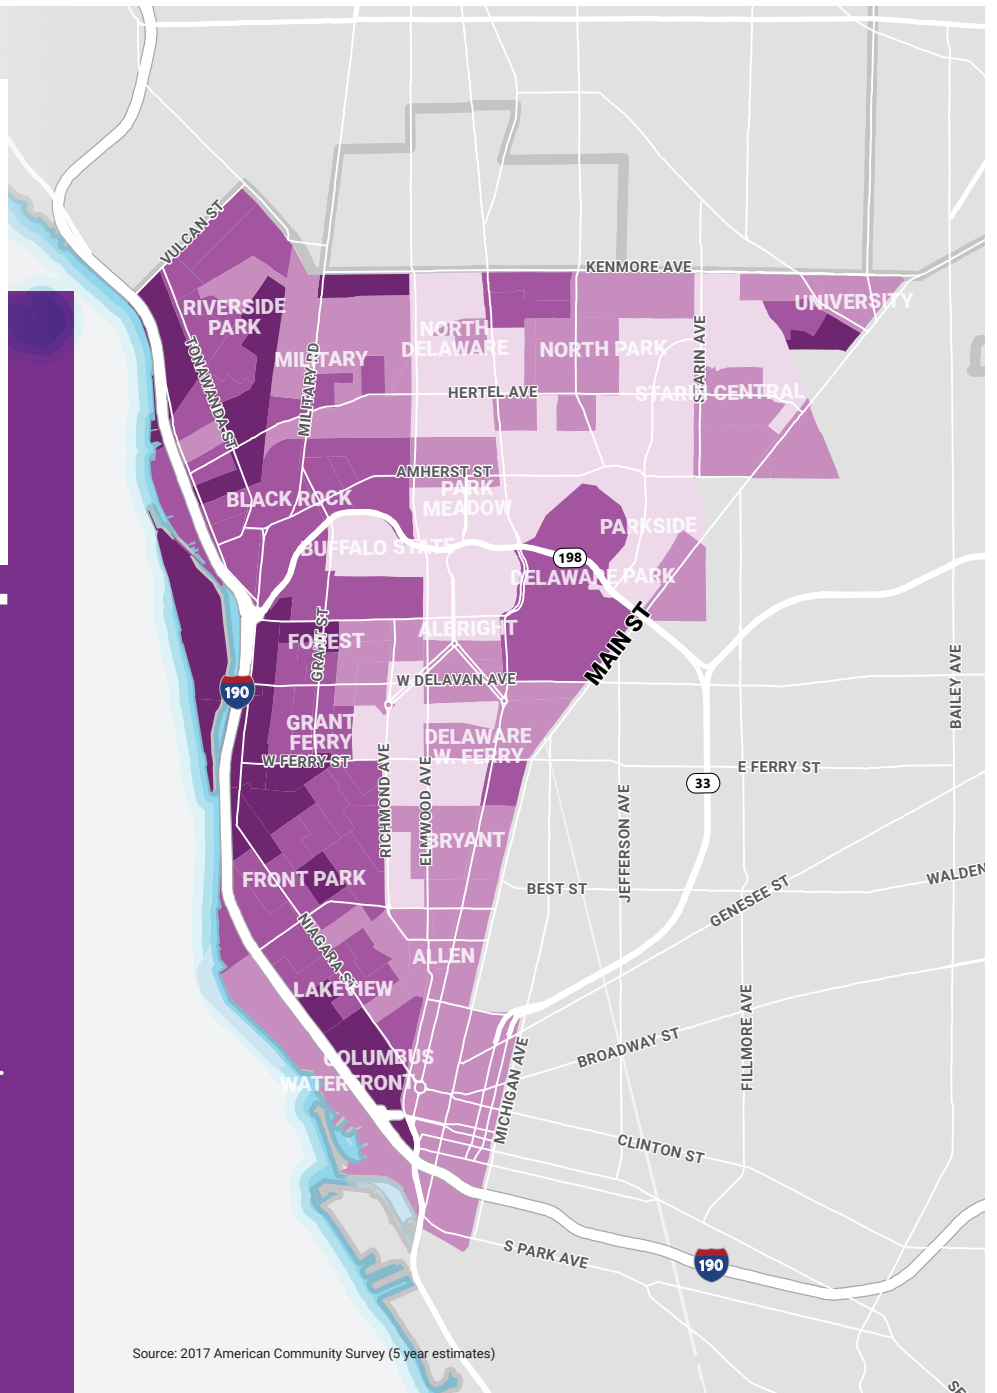 VULCAN ST
KENMORE AVE
RIVERSIDE
PARK
UNIVERSITY
TONAWANDA ST
MILITARY
MILITARY RD
NORTH
DELAWARE
NORTH PARK
STARIN AVE
HERTEL AVE
STARIN CENTRAL
AMHERST ST
BLACK ROCK
PARK
MEADOW
PARKSIDE
BUFFALO STATE
198
DELAWARE PARK
FOREST
GRANT ST
ALBRIGHT
MAIN ST
W DELAVAN AVE
190
BAILEY AVE
GRANT
FERRY
DELAWARE
W. FERRY
W FERRY ST
RICHMOND AVE
ELMWOOD AVE
E FERRY ST
33
JEFFERSON AVE
BRYANT
FRONT PARK
BEST ST
GENESEE ST
WALDEN
NIAGARA ST
ALLEN
LAKEVIEW
FILLMORE AVE
BROADWAY ST
COLUMBUS
WATERFRONT
MICHIGAN AVE
CLINTON ST
S PARK AVE
190
Source: 2017 American Community Survey (5 year estimates)
SE